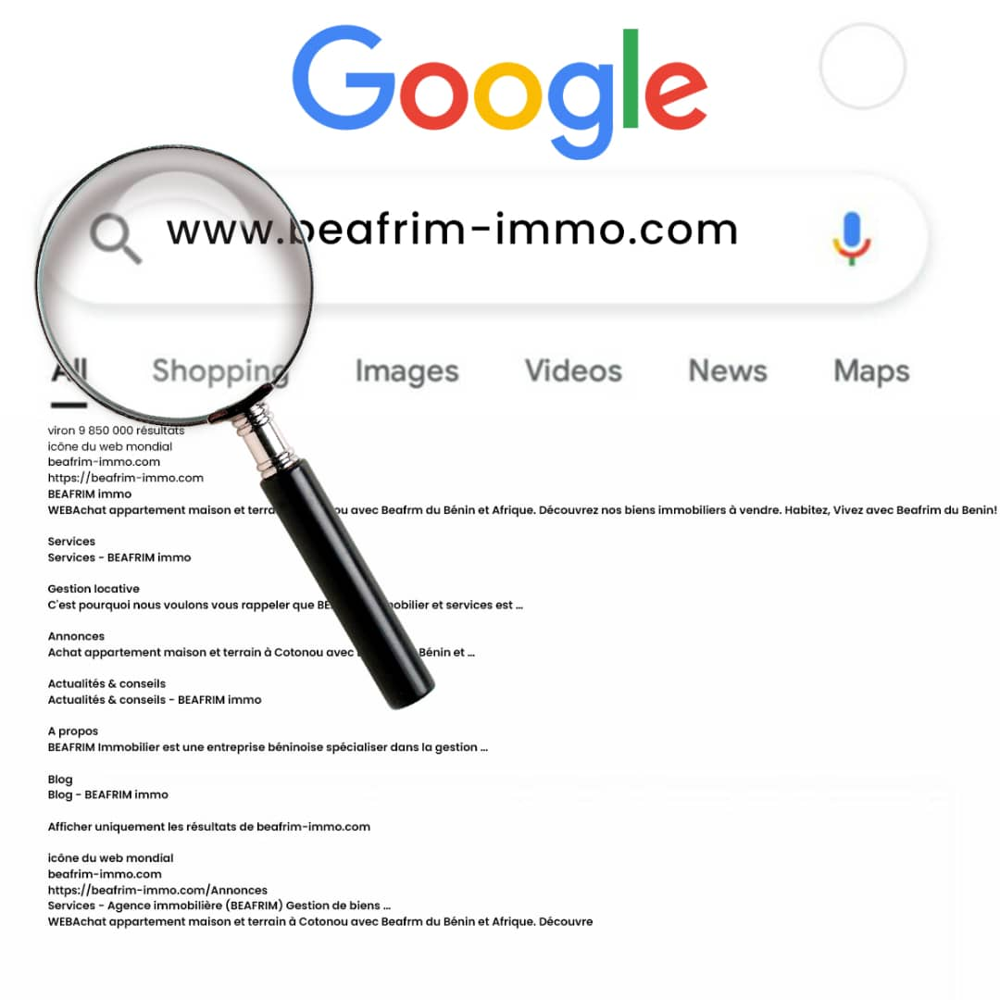 Google
www.beafrim-immo.com
All Shopping Images Videos News Maps
viron 9 850 000 résultats
icône du web mondial
beafrim-immo.com
https://beafrim-immo.com
BEAFRIM immo
WEBAchat appartement maison et avec Beafrm du Bénin et Afrique. Découvrez nos biens immobiliers à vendre. Habitez, Vivez avec Beafrim du Benin!
Services
Services - BEAFRIM immo
Gestion locative
C'est pourquoi nous voulons vous rappeler que et services est ...
Annonces
Achat appartement maison et terrain à Cotonou avec Bénin et ...
Actualités & conseils
Actualités & conseils - BEAFRIM immo
A propos
BEAFRIM Immobilier est une entreprise béninoise spécialiser dans la gestion ...
Blog
Blog - BEAFRIM immo
Afficher uniquement les résultats de beafrim-immo.com
icône du web mondial
beafrim-immo.com
https://beafrim-immo.com/Annonces
Services - Agence immobilière (BEAFRIM) Gestion de biens ...
WEBAchat appartement maison et terrain à Cotonou avec Beafrm du Bénin et Afrique. Découvre